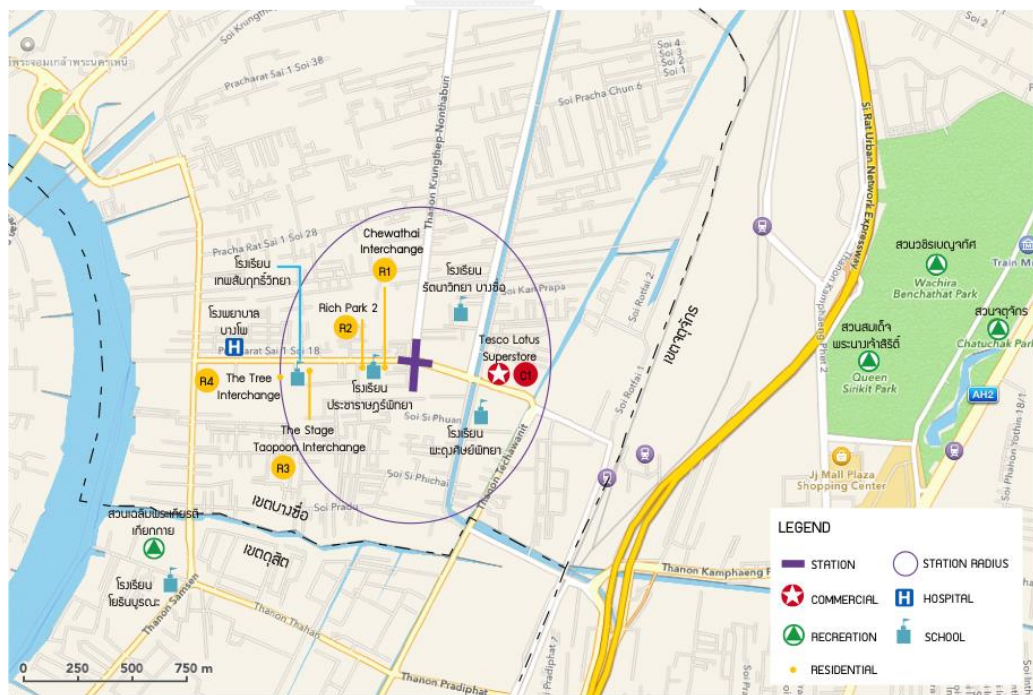 Soi Krungthep
พระจอมเกล้าพระนครเหนือ
Pracharat Sai 1 Soi 38
Thanon Krungthep-Nonthaburi
Soi 4
Soi 3
Soi 2
Soi 1
Soi Pracha Chun 6
Si Rat Urban Network Expressway
Thanon Kamphaeng Phet 2
สวนวชิรเบญจทัศ
Wachira
Benchathat Park
Train M
สวนจตุจักร
Chatuchak Park
สวนสมเด็จ
พระนางเจ้าสิริกิติ์
Queen
Sirikit Park
AH2
Chewathai
Interchange
R1
Pracha Rat Sai 1 Soi 28
โรงเรียน
เทพสัมฤทธิ์วิทยา
โรงเรียน
รัตนาวิทยา บางซื่อ
Soi Kan Prapa
Soi Rotfai 2
เขตจตุจักร
โรงพยาบาล
บางโพ
H
Rich Park 2
R2
Pracharat Sai 1 Soi 18
Tesco Lotus
Superstore
C1
R4
The Tree
Interchange
โรงเรียน
ประชาราษฎร์พิทยา
Soi Si Phuan
โรงเรียน
พะดุงศิษย์พิทยา
Soi Rotfai 1
The Stage
Taopoon Interchange
R3
Soi Si Phichai
Thanon Techawanit
2
Jj Mall Plaza
Shopping Center
Soi Phahon Yothin 18/1
เขตบางซื่อ
Soi Pradu
สวนเฉลิมพระเกียรติ
เกียกกาย
เขตดุสิต
โรงเรียน
โยธินบูรณะ
Thanon Samsen
Thanon Thahan
Thanon Pradiphat
Soi Pradiphat 7
Thanon Kamphaeng P
0 250 500 750 m
LEGEND
STATION
STATION RADIUS
COMMERCIAL
H HOSPITAL
RECREATION
SCHOOL
RESIDENTIAL